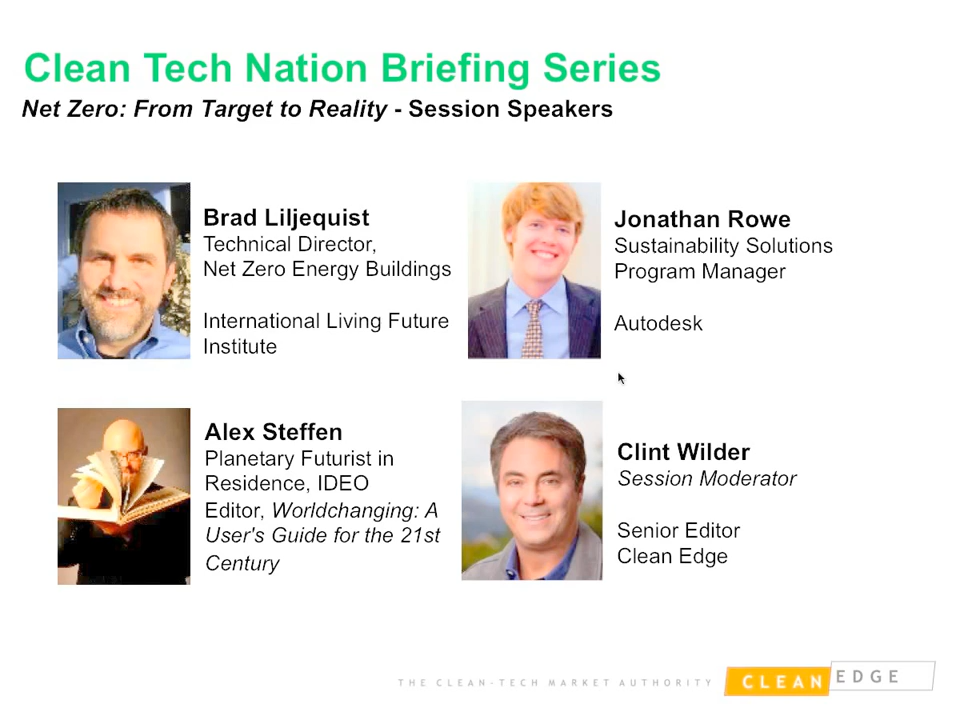 Clean Tech Nation Briefing Series
Net Zero: From Target to Reality - Session Speakers
Brad Liljequist
Technical Director,
Net Zero Energy Buildings
International Living Future
Institute
Jonathan Rowe
Sustainability Solutions
Program Manager
Autodesk
Alex Steffen
Planetary Futurist in
Residence, IDEO
Editor, Worldchanging: A
User's Guide for the 21st
Century
Clint Wilder
Session Moderator
Senior Editor
Clean Edge
THE CLEAN-TECH MARKET AUTHORITY
CLEAN EDGE